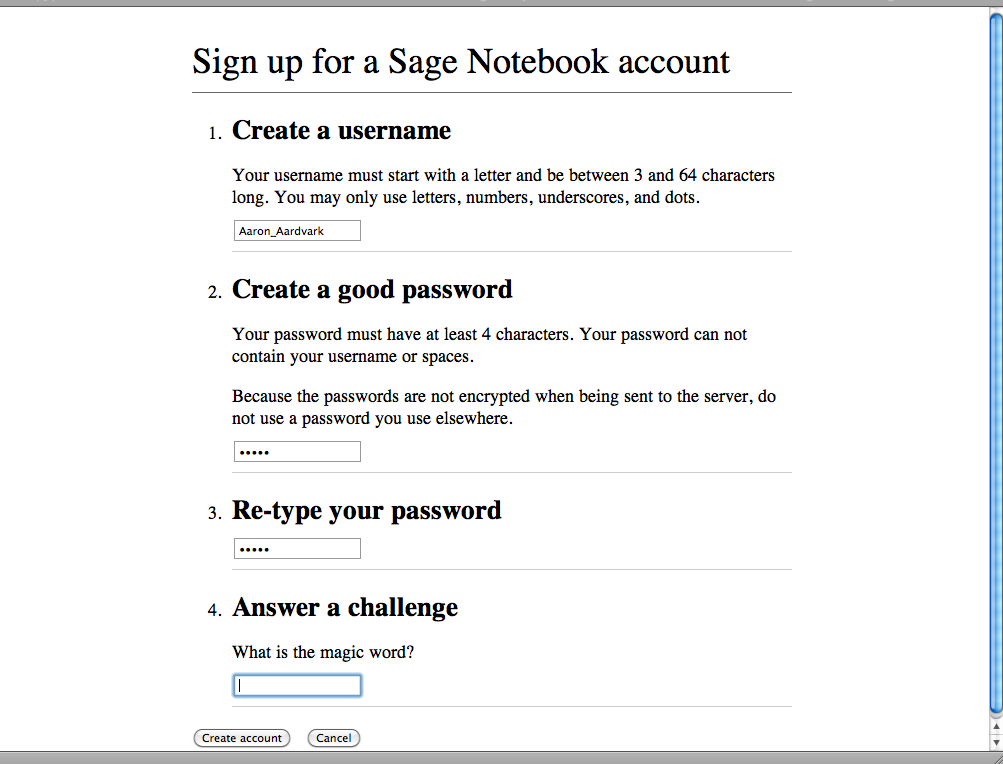 Sign up for a Sage Notebook account
1. Create a username
Your username must start with a letter and be between 3 and 64 characters
long. You may only use letters, numbers, underscores, and dots.
Aaron_Aardvark
2. Create a good password
Your password must have at least 4 characters. Your password can not
contain your username or spaces.
Because the passwords are not encrypted when being sent to the server, do
not use a password you use elsewhere.
•••••
3. Re-type your password
•••••
4. Answer a challenge
What is the magic word?
Create account Cancel